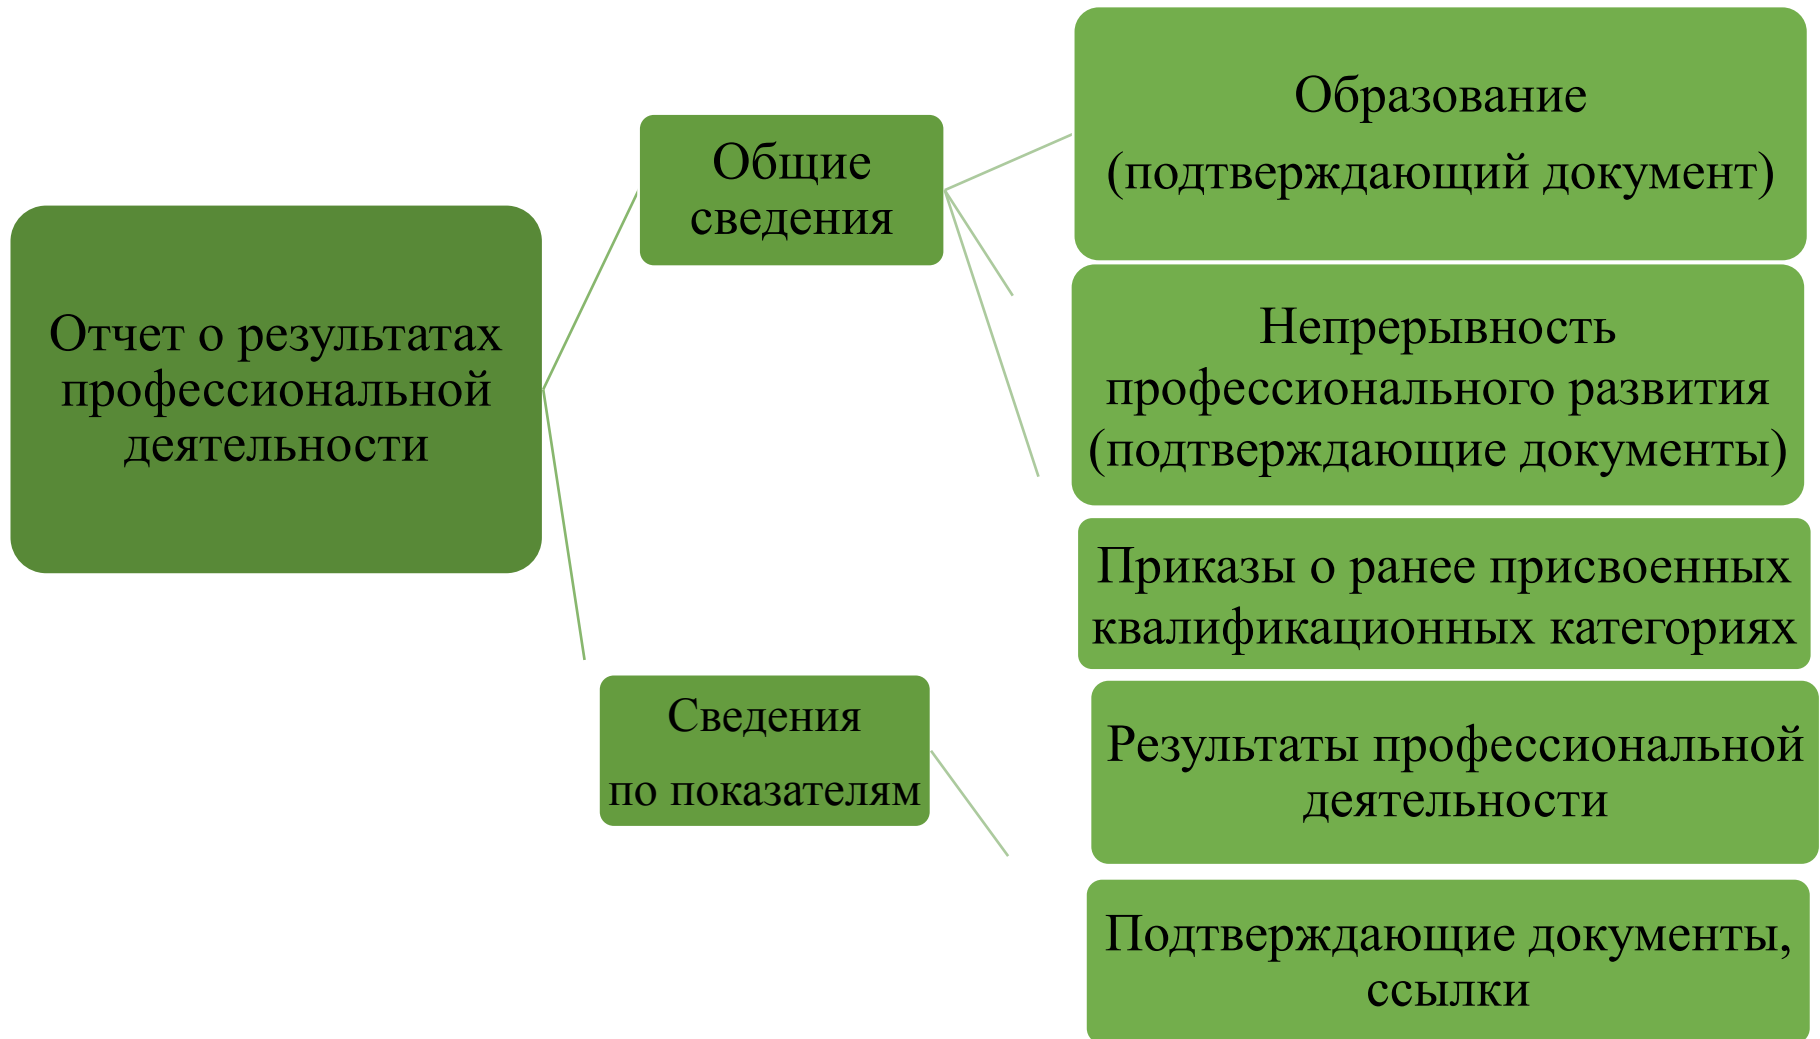 Отчет о результатах
профессиональной
деятельности
Общие
сведения
Образование
(подтверждающий документ)
Непрерывность
профессионального развития
(подтверждающие документы)
Приказы о ранее присвоенных
квалификационных категориях
Сведения
по показателям
Результаты профессиональной
деятельности
Подтверждающие документы,
ссылки